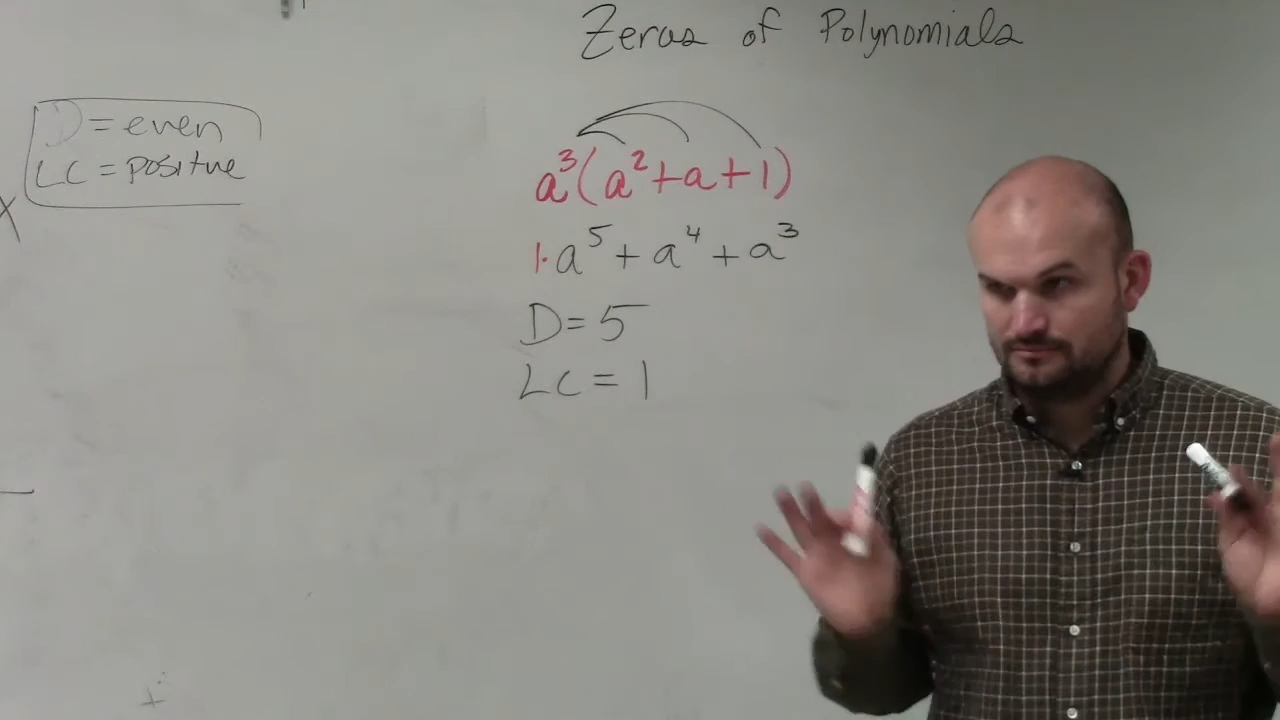 Zeros of Polynomials
D = even
LC = positive
x
a³(a² + a + 1)
1·a⁵ + a⁴ + a³
D = 5
LC = 1
+